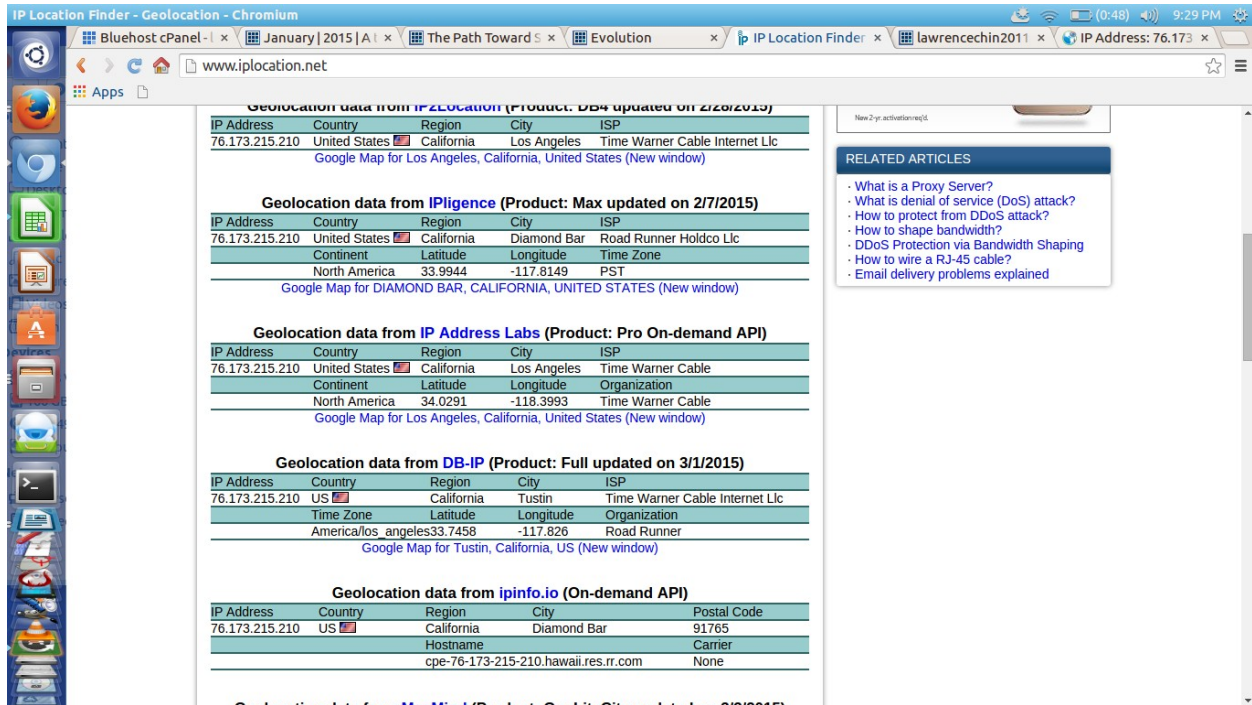 IP Location Finder - Geolocation - Chromium
(0:48) 9:29 PM
Bluehost cPanel - January | 2015 | A The Path Toward S Evolution IP Location Finder lawrencechin2011 IP Address: 76.173
www.iplocation.net
Apps
Geolocation data from IP2Location (Product: DB4 updated on 2/28/2015)
IP Address Country Region City ISP
76.173.215.210 United States California Los Angeles Time Warner Cable Internet Llc
Google Map for Los Angeles, California, United States (New window)
Geolocation data from IPligence (Product: Max updated on 2/7/2015)
IP Address Country Region City ISP
76.173.215.210 United States California Diamond Bar Road Runner Holdco Llc
Continent Latitude Longitude Time Zone
North America 33.9944 -117.8149 PST
Google Map for DIAMOND BAR, CALIFORNIA, UNITED STATES (New window)
Geolocation data from IP Address Labs (Product: Pro On-demand API)
IP Address Country Region City ISP
76.173.215.210 United States California Los Angeles Time Warner Cable
Continent Latitude Longitude Organization
North America 34.0291 -118.3993 Time Warner Cable
Google Map for Los Angeles, California, United States (New window)
Geolocation data from DB-IP (Product: Full updated on 3/1/2015)
IP Address Country Region City ISP
76.173.215.210 US California Tustin Time Warner Cable Internet Llc
Time Zone Latitude Longitude Organization
America/los_angeles33.7458 -117.826 Road Runner
Google Map for Tustin, California, US (New window)
Geolocation data from ipinfo.io (On-demand API)
IP Address Country Region City Postal Code
76.173.215.210 US California Diamond Bar 91765
Hostname Carrier
cpe-76-173-215-210.hawaii.res.rr.com None
New 2-yr. activation req'd.
RELATED ARTICLES
· What is a Proxy Server?
· What is denial of service (DoS) attack?
· How to protect from DDoS attack?
· How to shape bandwidth?
· DDoS Protection via Bandwidth Shaping
· How to wire a RJ-45 cable?
· Email delivery problems explained